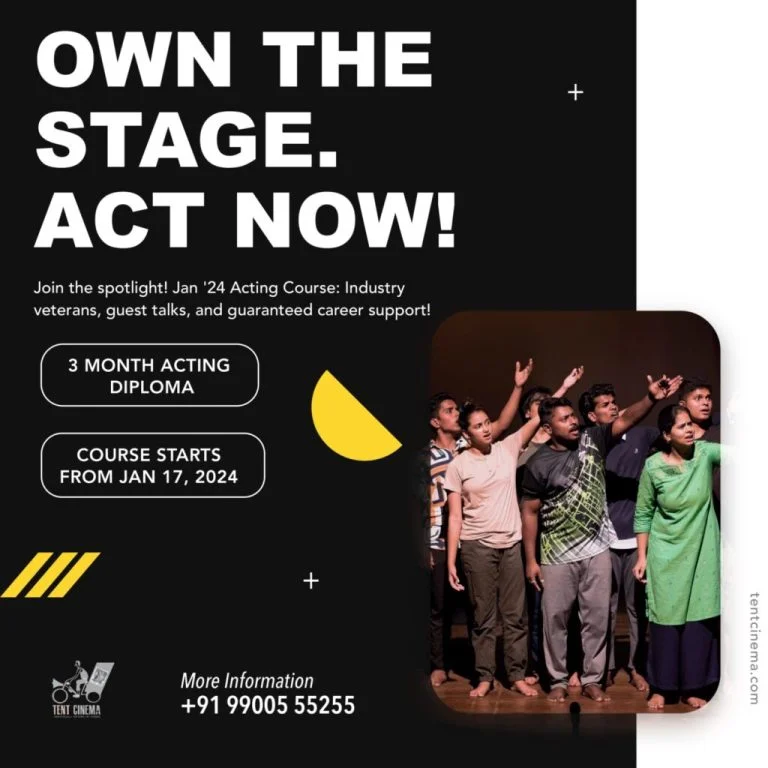 OWN THE
STAGE.
ACT NOW!
Join the spotlight! Jan '24 Acting Course: Industry
veterans, guest talks, and guaranteed career support!
3 MONTH ACTING
DIPLOMA
COURSE STARTS
FROM JAN 17, 2024
TENT CINEMA
More Information
+91 99005 55255
tentcinema.com